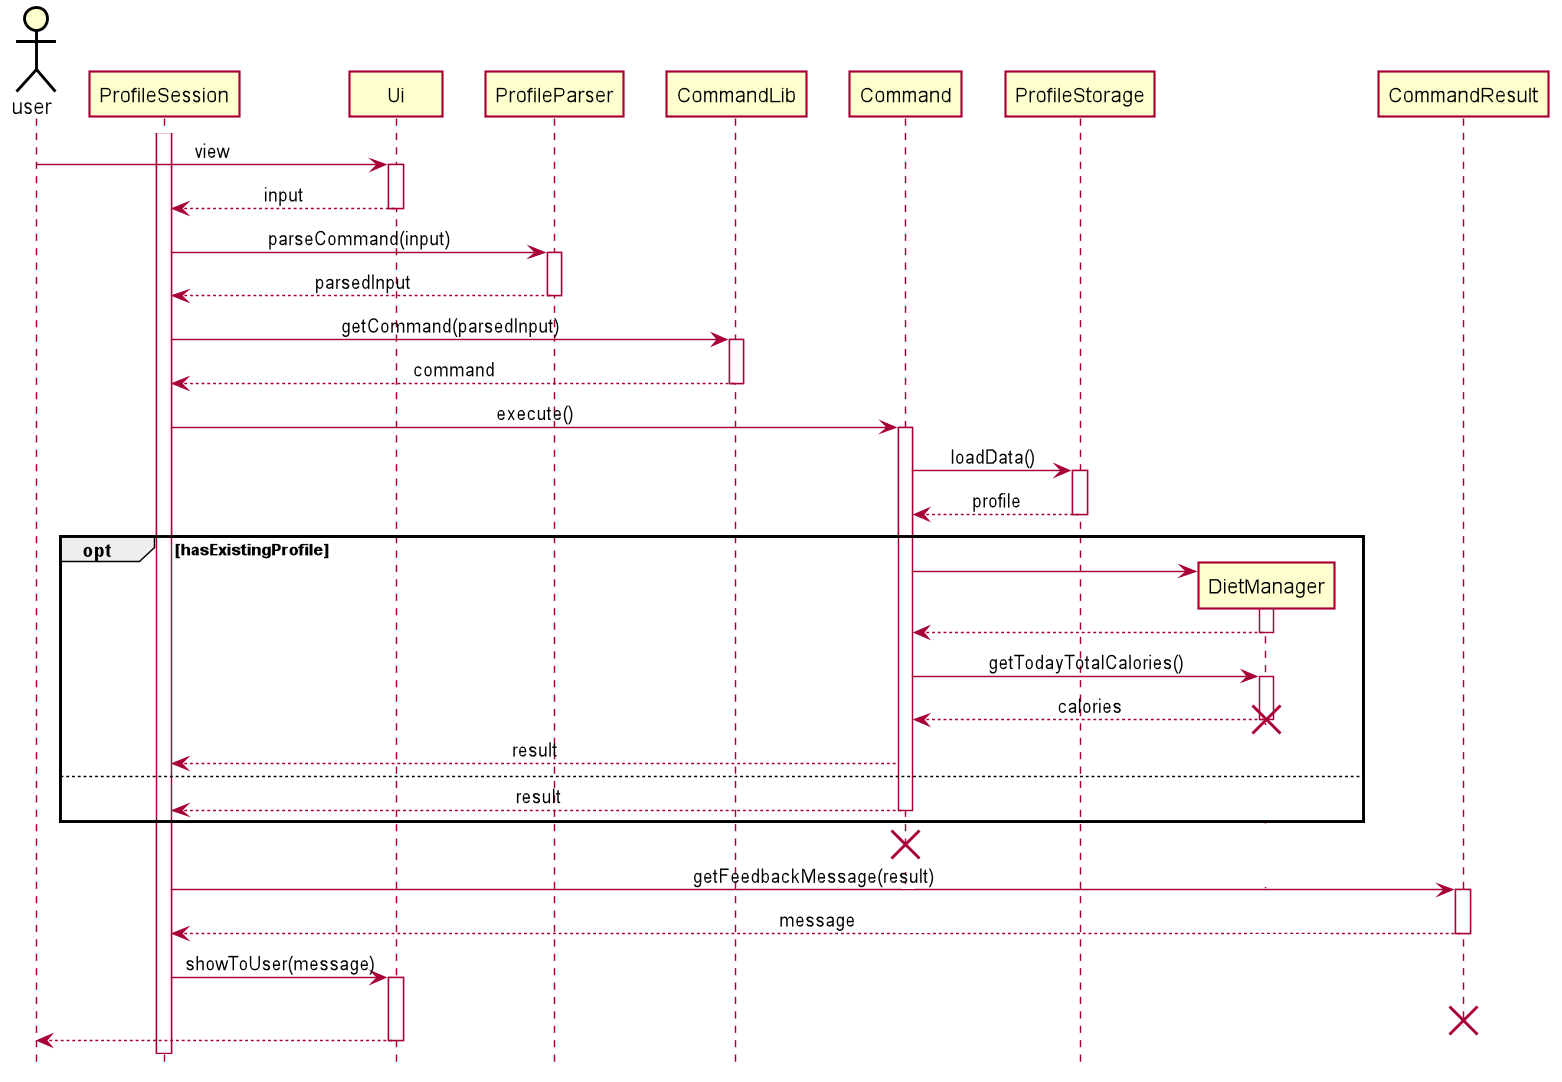 user
ProfileSession
Ui
ProfileParser
CommandLib
Command
ProfileStorage
CommandResult
view
input
parseCommand(input)
parsedInput
getCommand(parsedInput)
command
execute()
loadData()
profile
opt
[hasExistingProfile]
DietManager
getTodayTotalCalories()
calories
result
result
getFeedbackMessage(result)
message
showToUser(message)